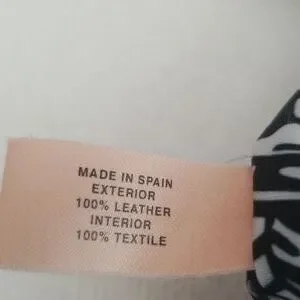 MADE IN SPAIN
EXTERIOR
100% LEATHER
INTERIOR
100% TEXTILE